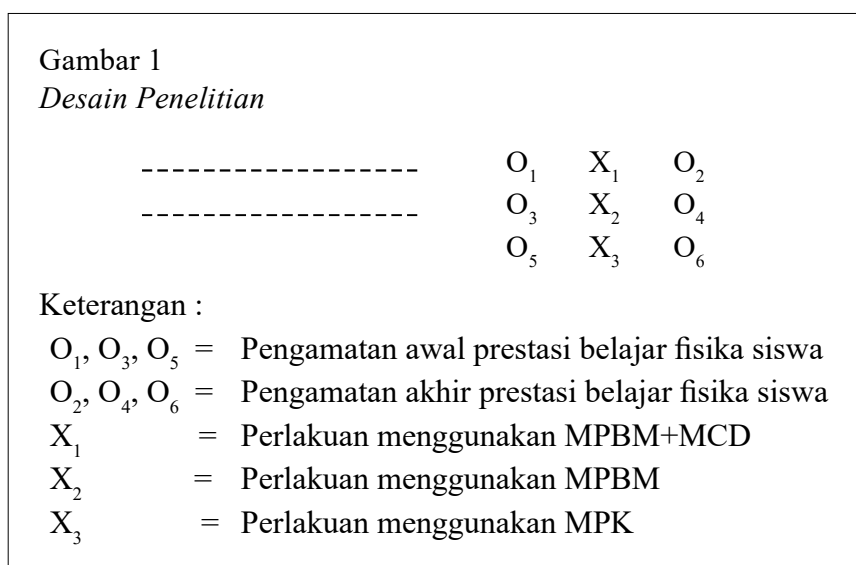 Gambar 1
Desain Penelitian
------------------ O₁ X₁ O₂
------------------ O₃ X₂ O₄
O₅ X₃ O₆
Keterangan :
O₁, O₃, O₅ = Pengamatan awal prestasi belajar fisika siswa
O₂, O₄, O₆ = Pengamatan akhir prestasi belajar fisika siswa
X₁ = Perlakuan menggunakan MPBM+MCD
X₂ = Perlakuan menggunakan MPBM
X₃ = Perlakuan menggunakan MPK